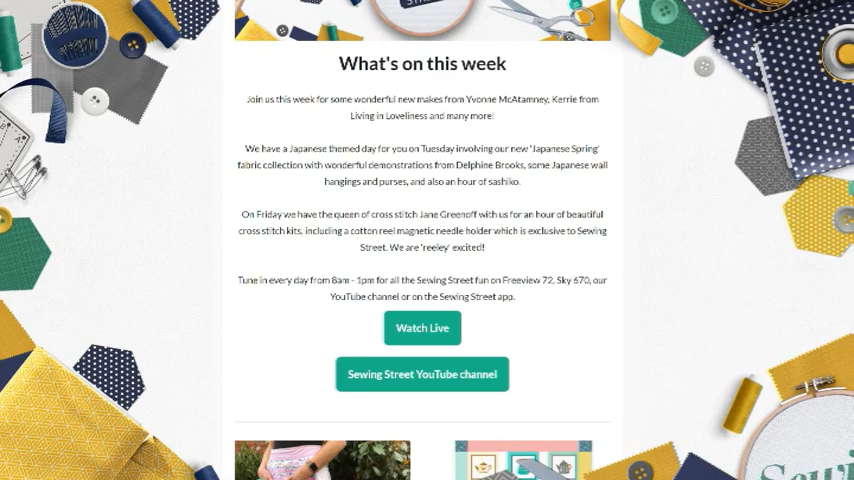 What's on this week
Join us this week for some wonderful new makes from Yvonne McAtamney, Kerrie from
Living in Loveliness and many more!
We have a Japanese themed day for you on Tuesday involving our new 'Japanese Spring'
fabric collection with wonderful demonstrations from Delphine Brooks, some Japanese wall
hangings and purses, and also an hour of sashiko.
On Friday we have the queen of cross stitch Jane Greenoff with us for an hour of beautiful
cross stitch kits, including a cotton reel magnetic needle holder which is exclusive to Sewing
Street. We are 'reeley' excited!
Tune in every day from 8am - 1pm for all the Sewing Street fun on Freeview 72, Sky 670, our
YouTube channel or on the Sewing Street app.
Watch Live
Sewing Street YouTube channel